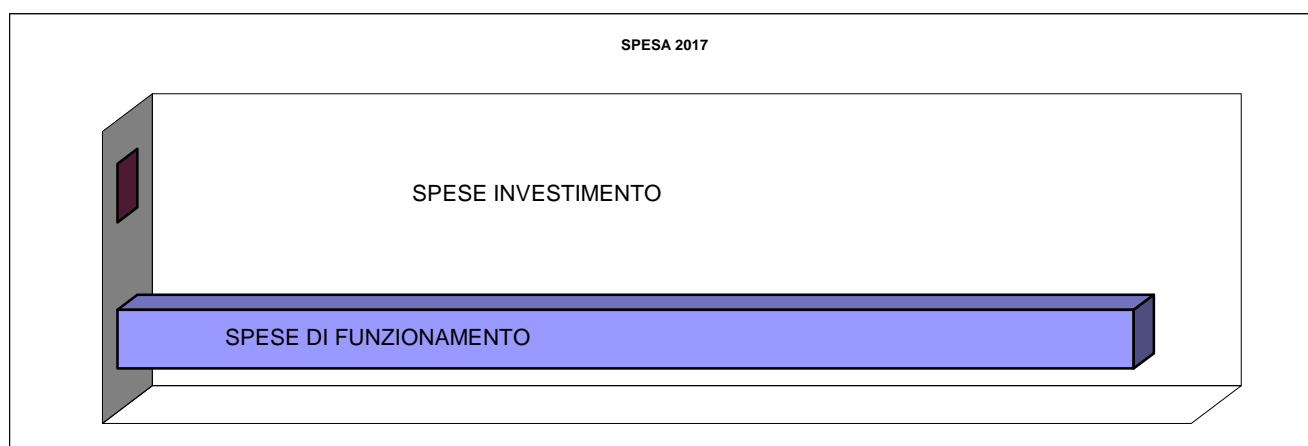 SPESA 2017
SPESE INVESTIMENTO
SPESE DI FUNZIONAMENTO